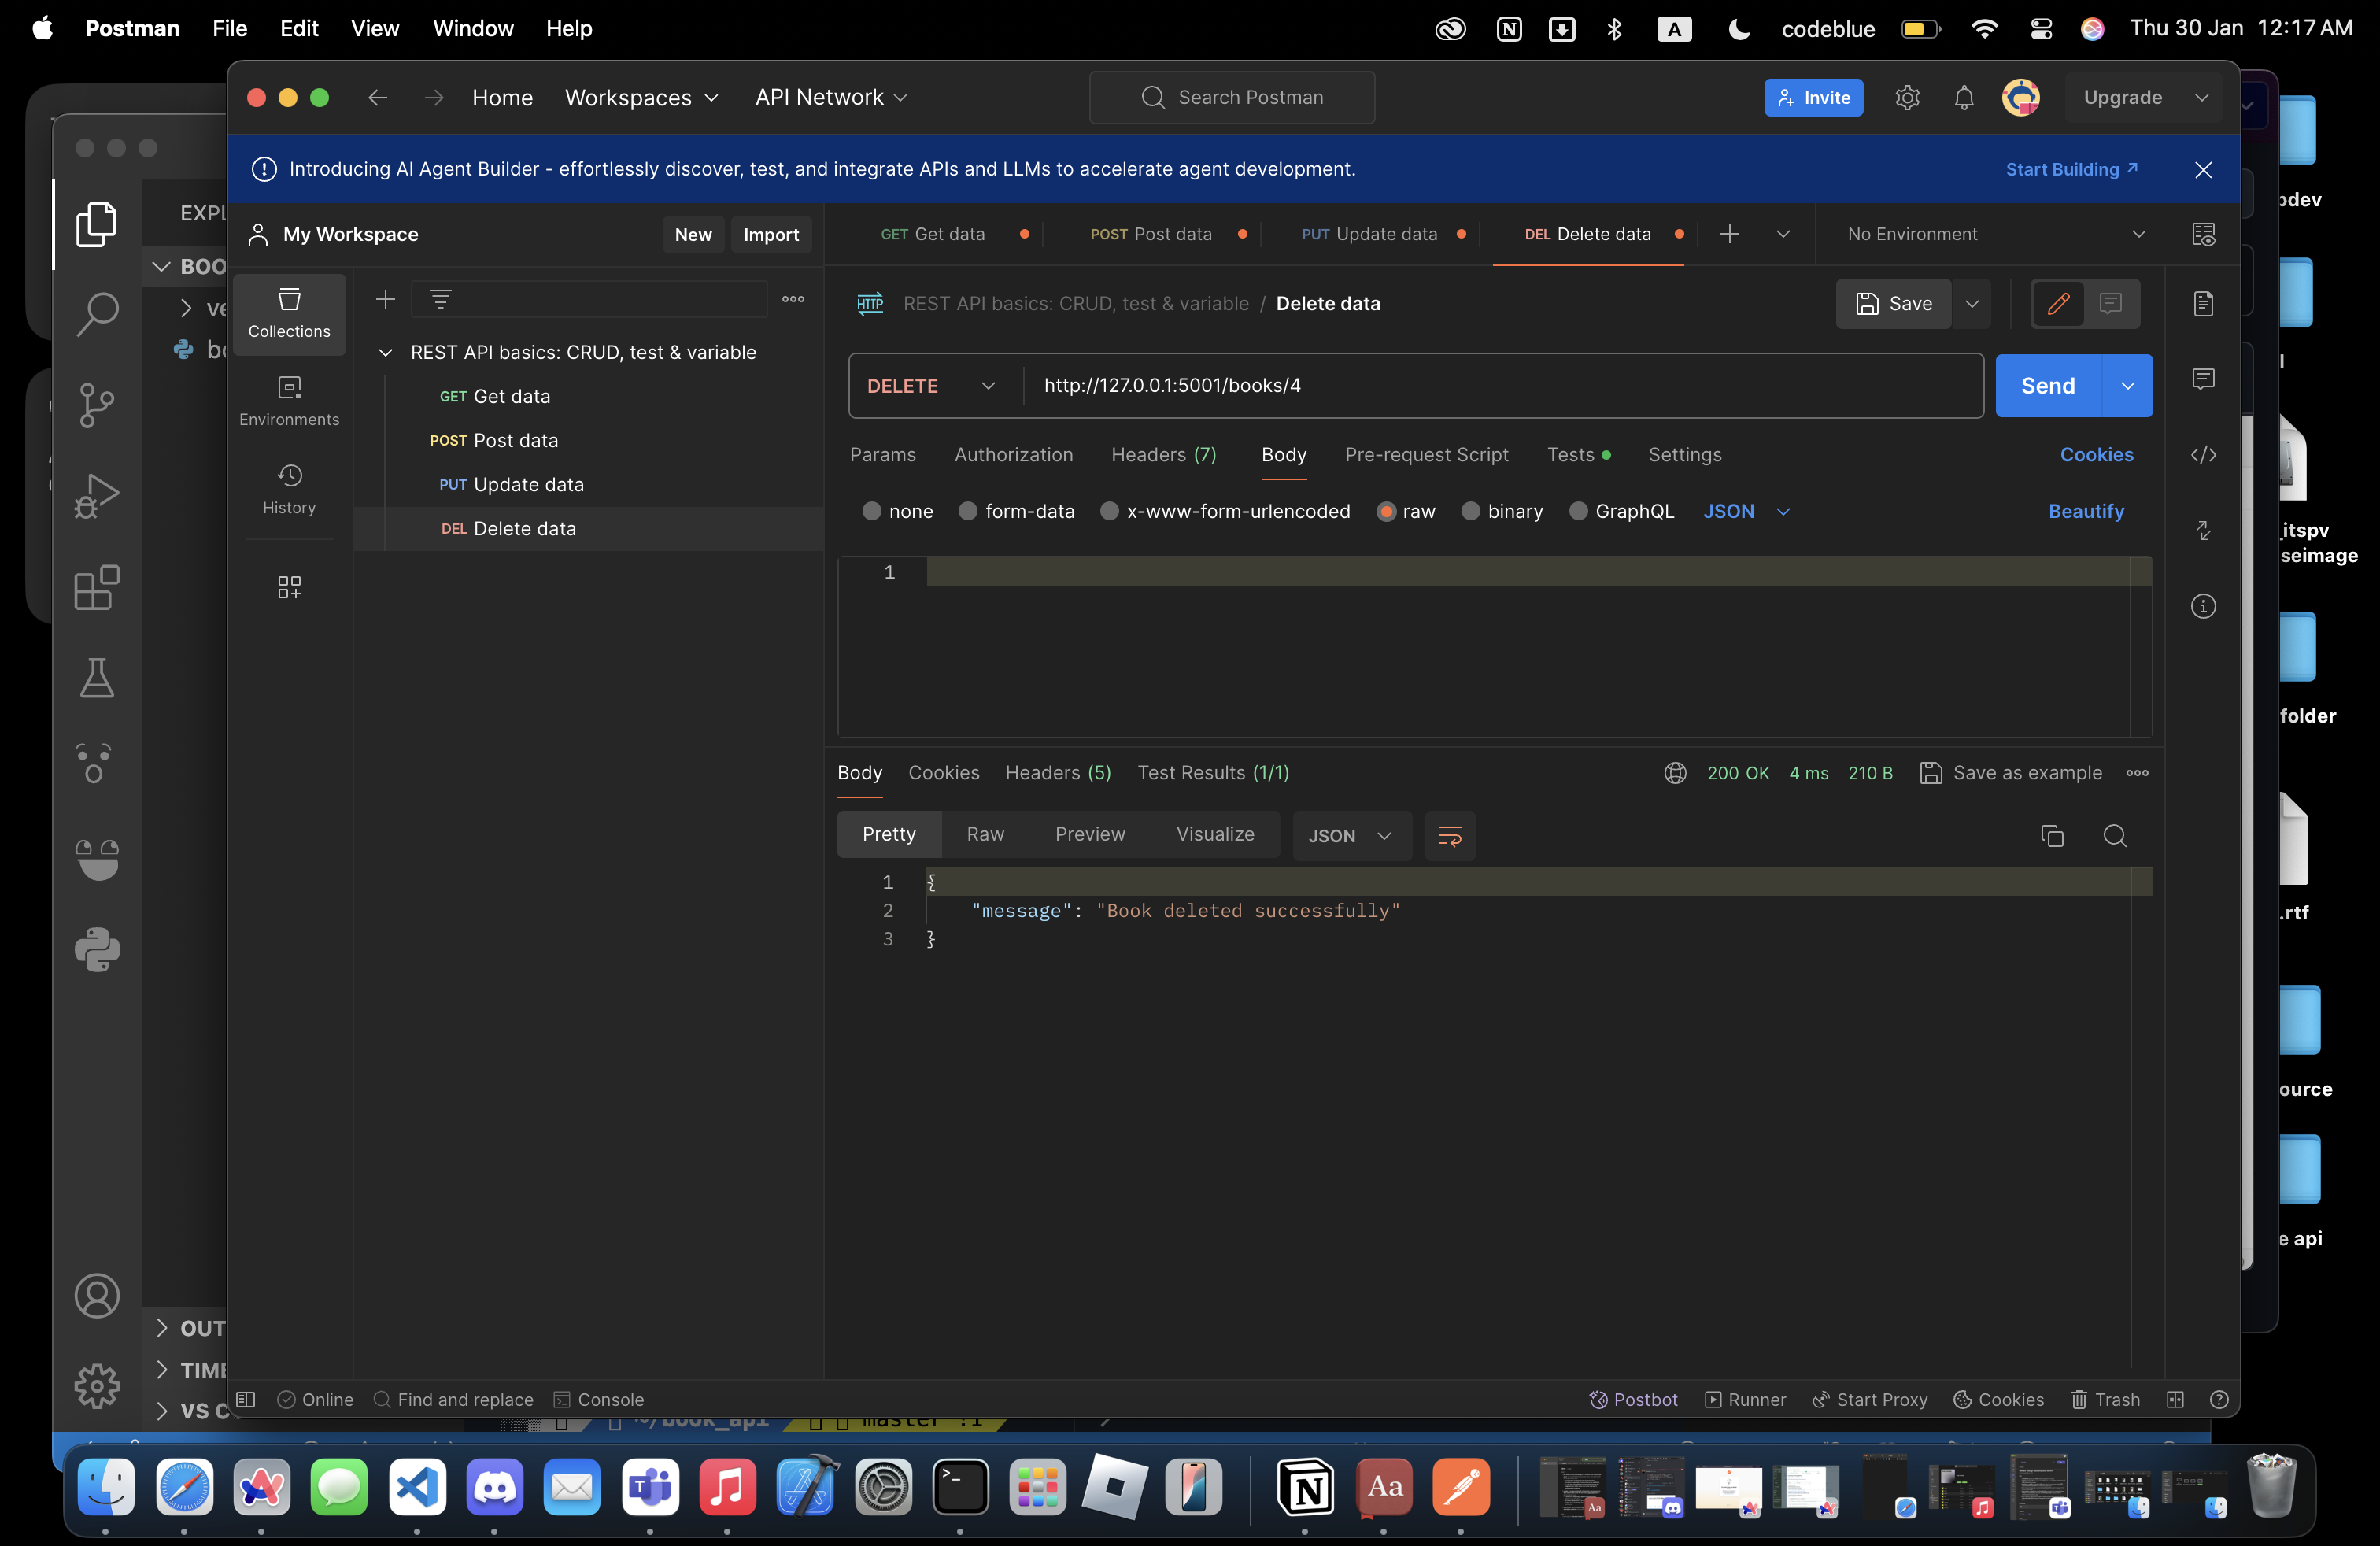 Postman File Edit View Window Help
A codeblue Thu 30 Jan 12:17 AM
Home Workspaces API Network Search Postman Invite Upgrade
Introducing AI Agent Builder - effortlessly discover, test, and integrate APIs and LLMs to accelerate agent development. Start Building
EXPL
BOO
ve
bo
OUT
TIME
VS C
My Workspace New Import
Collections
Environments
History
REST API basics: CRUD, test & variable
GET Get data
POST Post data
PUT Update data
DEL Delete data
GET Get data POST Post data PUT Update data DEL Delete data No Environment
HTTP REST API basics: CRUD, test & variable / Delete data Save
DELETE http://127.0.0.1:5001/books/4 Send
Params Authorization Headers (7) Body Pre-request Script Tests Settings Cookies
none form-data x-www-form-urlencoded raw binary GraphQL JSON Beautify
1
Body Cookies Headers (5) Test Results (1/1) 200 OK 4 ms 210 B Save as example
Pretty Raw Preview Visualize JSON
1 {
2 "message": "Book deleted successfully"
3 }
Online Find and replace Console Postbot Runner Start Proxy Cookies Trash
~/book_api master !1
odev
itspv
seimage
folder
.rtf
ource
e api
Aa